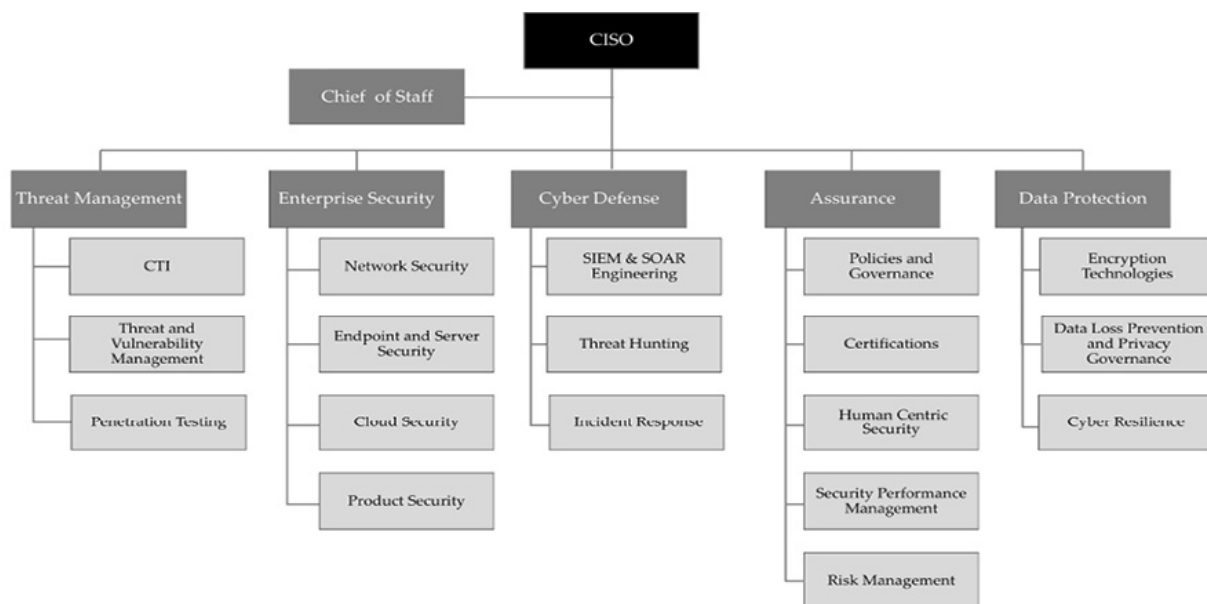 CISO
Chief of Staff
Threat Management
CTI
Threat and
Vulnerability
Management
Penetration Testing
Enterprise Security
Network Security
Endpoint and Server
Security
Cloud Security
Product Security
Cyber Defense
SIEM & SOAR
Engineering
Threat Hunting
Incident Response
Assurance
Policies and
Governance
Certifications
Human Centric
Security
Security Performance
Management
Risk Management
Data Protection
Encryption
Technologies
Data Loss Prevention
and Privacy
Governance
Cyber Resilience